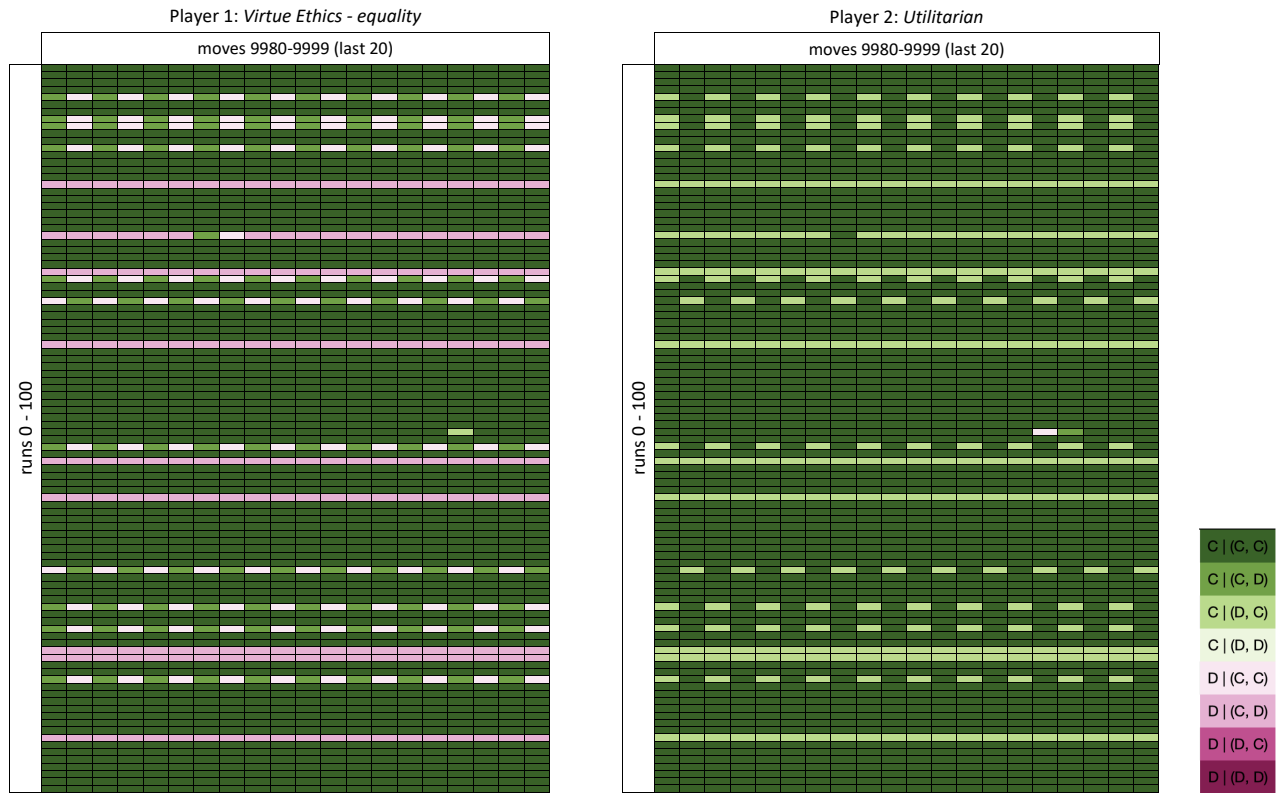 Player 1: Virtue Ethics - equality
moves 9980-9999 (last 20)
runs 0 - 100
Player 2: Utilitarian
moves 9980-9999 (last 20)
runs 0 - 100
C | (C, C)
C | (C, D)
C | (D, C)
C | (D, D)
D | (C, C)
D | (C, D)
D | (D, C)
D | (D, D)